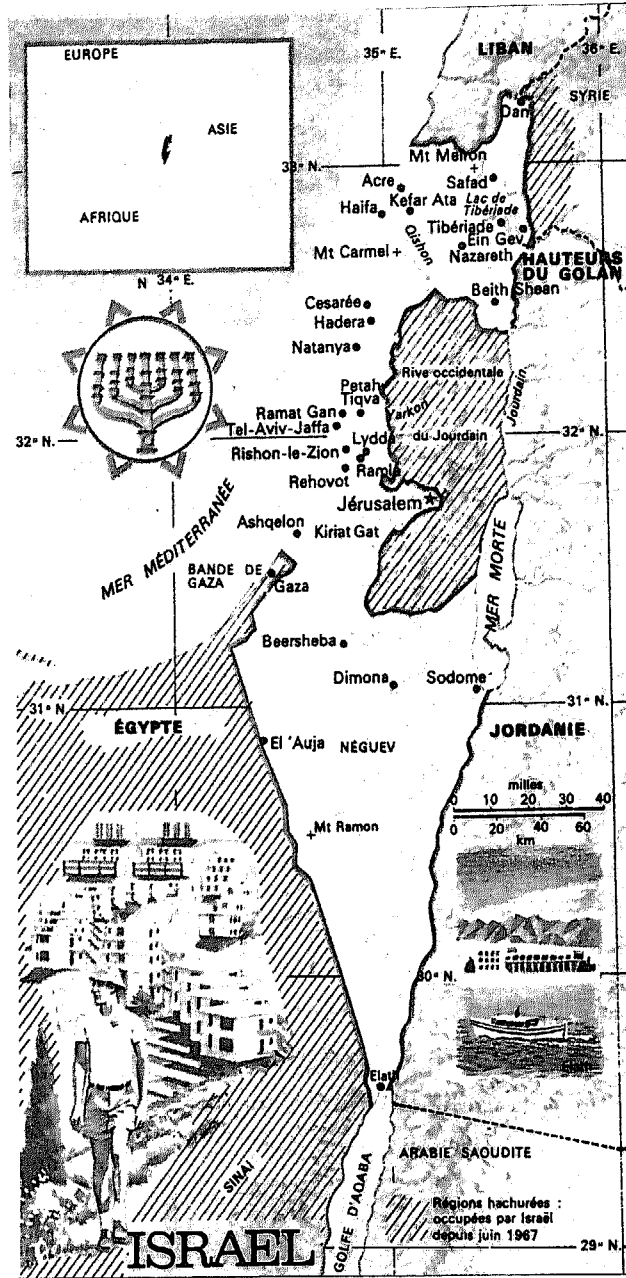 EUROPE
ASIE
AFRIQUE
35° E.
36° E.
LIBAN
SYRIE
Dan
33° N.
Mt Meiron
Safad
Acre
Kefar Ata
Lac de
Tibériade
Haifa
Tibériade
Ein Gev
Qishon
Nazareth
Mt Carmel
HAUTEURS
DU GOLAN
N 34° E.
Beith Shean
Cesarée
Hadera
Natanya
Rive occidentale
Jourdain
Petah
Tiqva
Ramat Gan
Yarkon
Tel-Aviv-Jaffa
32° N.
32° N.
Lydda
du Jourdain
Rishon-le-Zion
Ramla
Rehovot
Jérusalem
MER MÉDITERRANÉE
Ashqelon
Kiriat Gat
BANDE DE
GAZA
Gaza
MER MORTE
Beersheba
Dimona
Sodome
31° N.
31° N.
ÉGYPTE
JORDANIE
El 'Auja
NÉGUEV
milles
0 10 20 30 40
0 20 40 60
km
Mt Ramon
30° N.
Elath
Elath
ARABIE SAOUDITE
SINAÏ
GOLFE D'AQABA
Régions hachurées :
occupées par Israël
depuis juin 1967
29° N.
ISRAEL